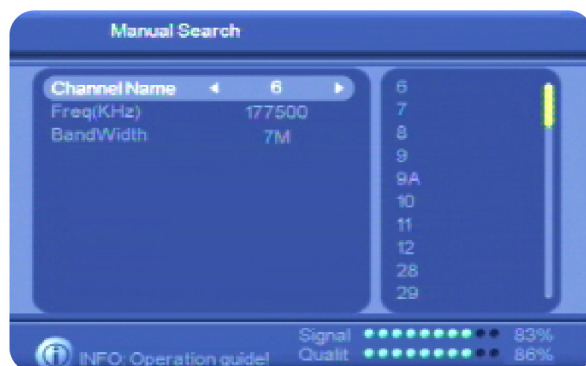 Manual Search
Channel Name 6
Freq(KHz) 177500
BandWidth 7M
6
7
8
9
9A
10
11
12
28
29
Signal 83%
Qualit 86%
INFO: Operation guide!